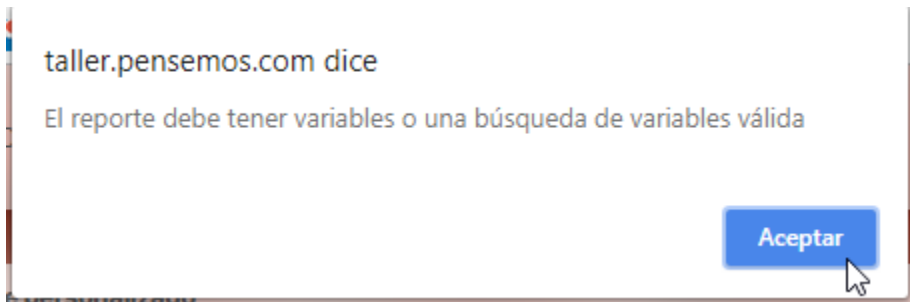 taller.pensemos.com dice
El reporte debe tener variables o una búsqueda de variables válida
Aceptar